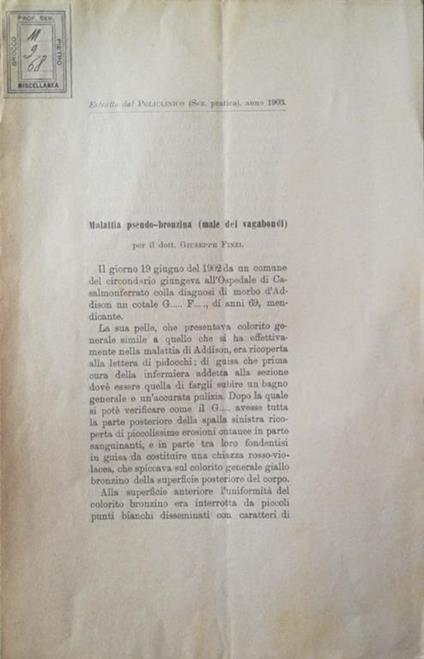 PROF. SEN.
BROCCO
PIETRO
M
9
68
MISCELLANEA
Estratto dal POLICLINICO (Sez. pratica), anno 1903.
Malattia pseudo-bronzina (male dei vagabondi)
per il dott. GIUSEPPE FINZI.
Il giorno 19 giugno del 1902 da un comune
del circondario giungeva all'Ospedale di Ca-
salmonferrato colla diagnosi di morbo d'Ad-
dison un cotale G..... F...., di anni 69, men-
dicante.
La sua pelle, che presentava colorito ge-
nerale simile a quello che si ha effettiva-
mente nella malattia di Addison, era ricoperta
alla lettera di pidocchi; di guisa che prima
cura della infermiera addetta alla sezione
dovè essere quella di fargli subire un bagno
generale e un'accurata pulizia. Dopo la quale
si potè verificare come il G.... avesse tutta
la parte posteriore della spalla sinistra rico-
perta di piccolissime erosioni cutanee in parte
sanguinanti, e in parte tra loro fondentisi
in guisa da costituire una chiazza rosso-vio-
lacea, che spiccava sul colorito generale giallo
bronzino della superficie posteriore del corpo.
Alla superficie anteriore l'uniformità del
colorito bronzino era interrotta da piccoli
punti bianchi disseminati con caratteri di